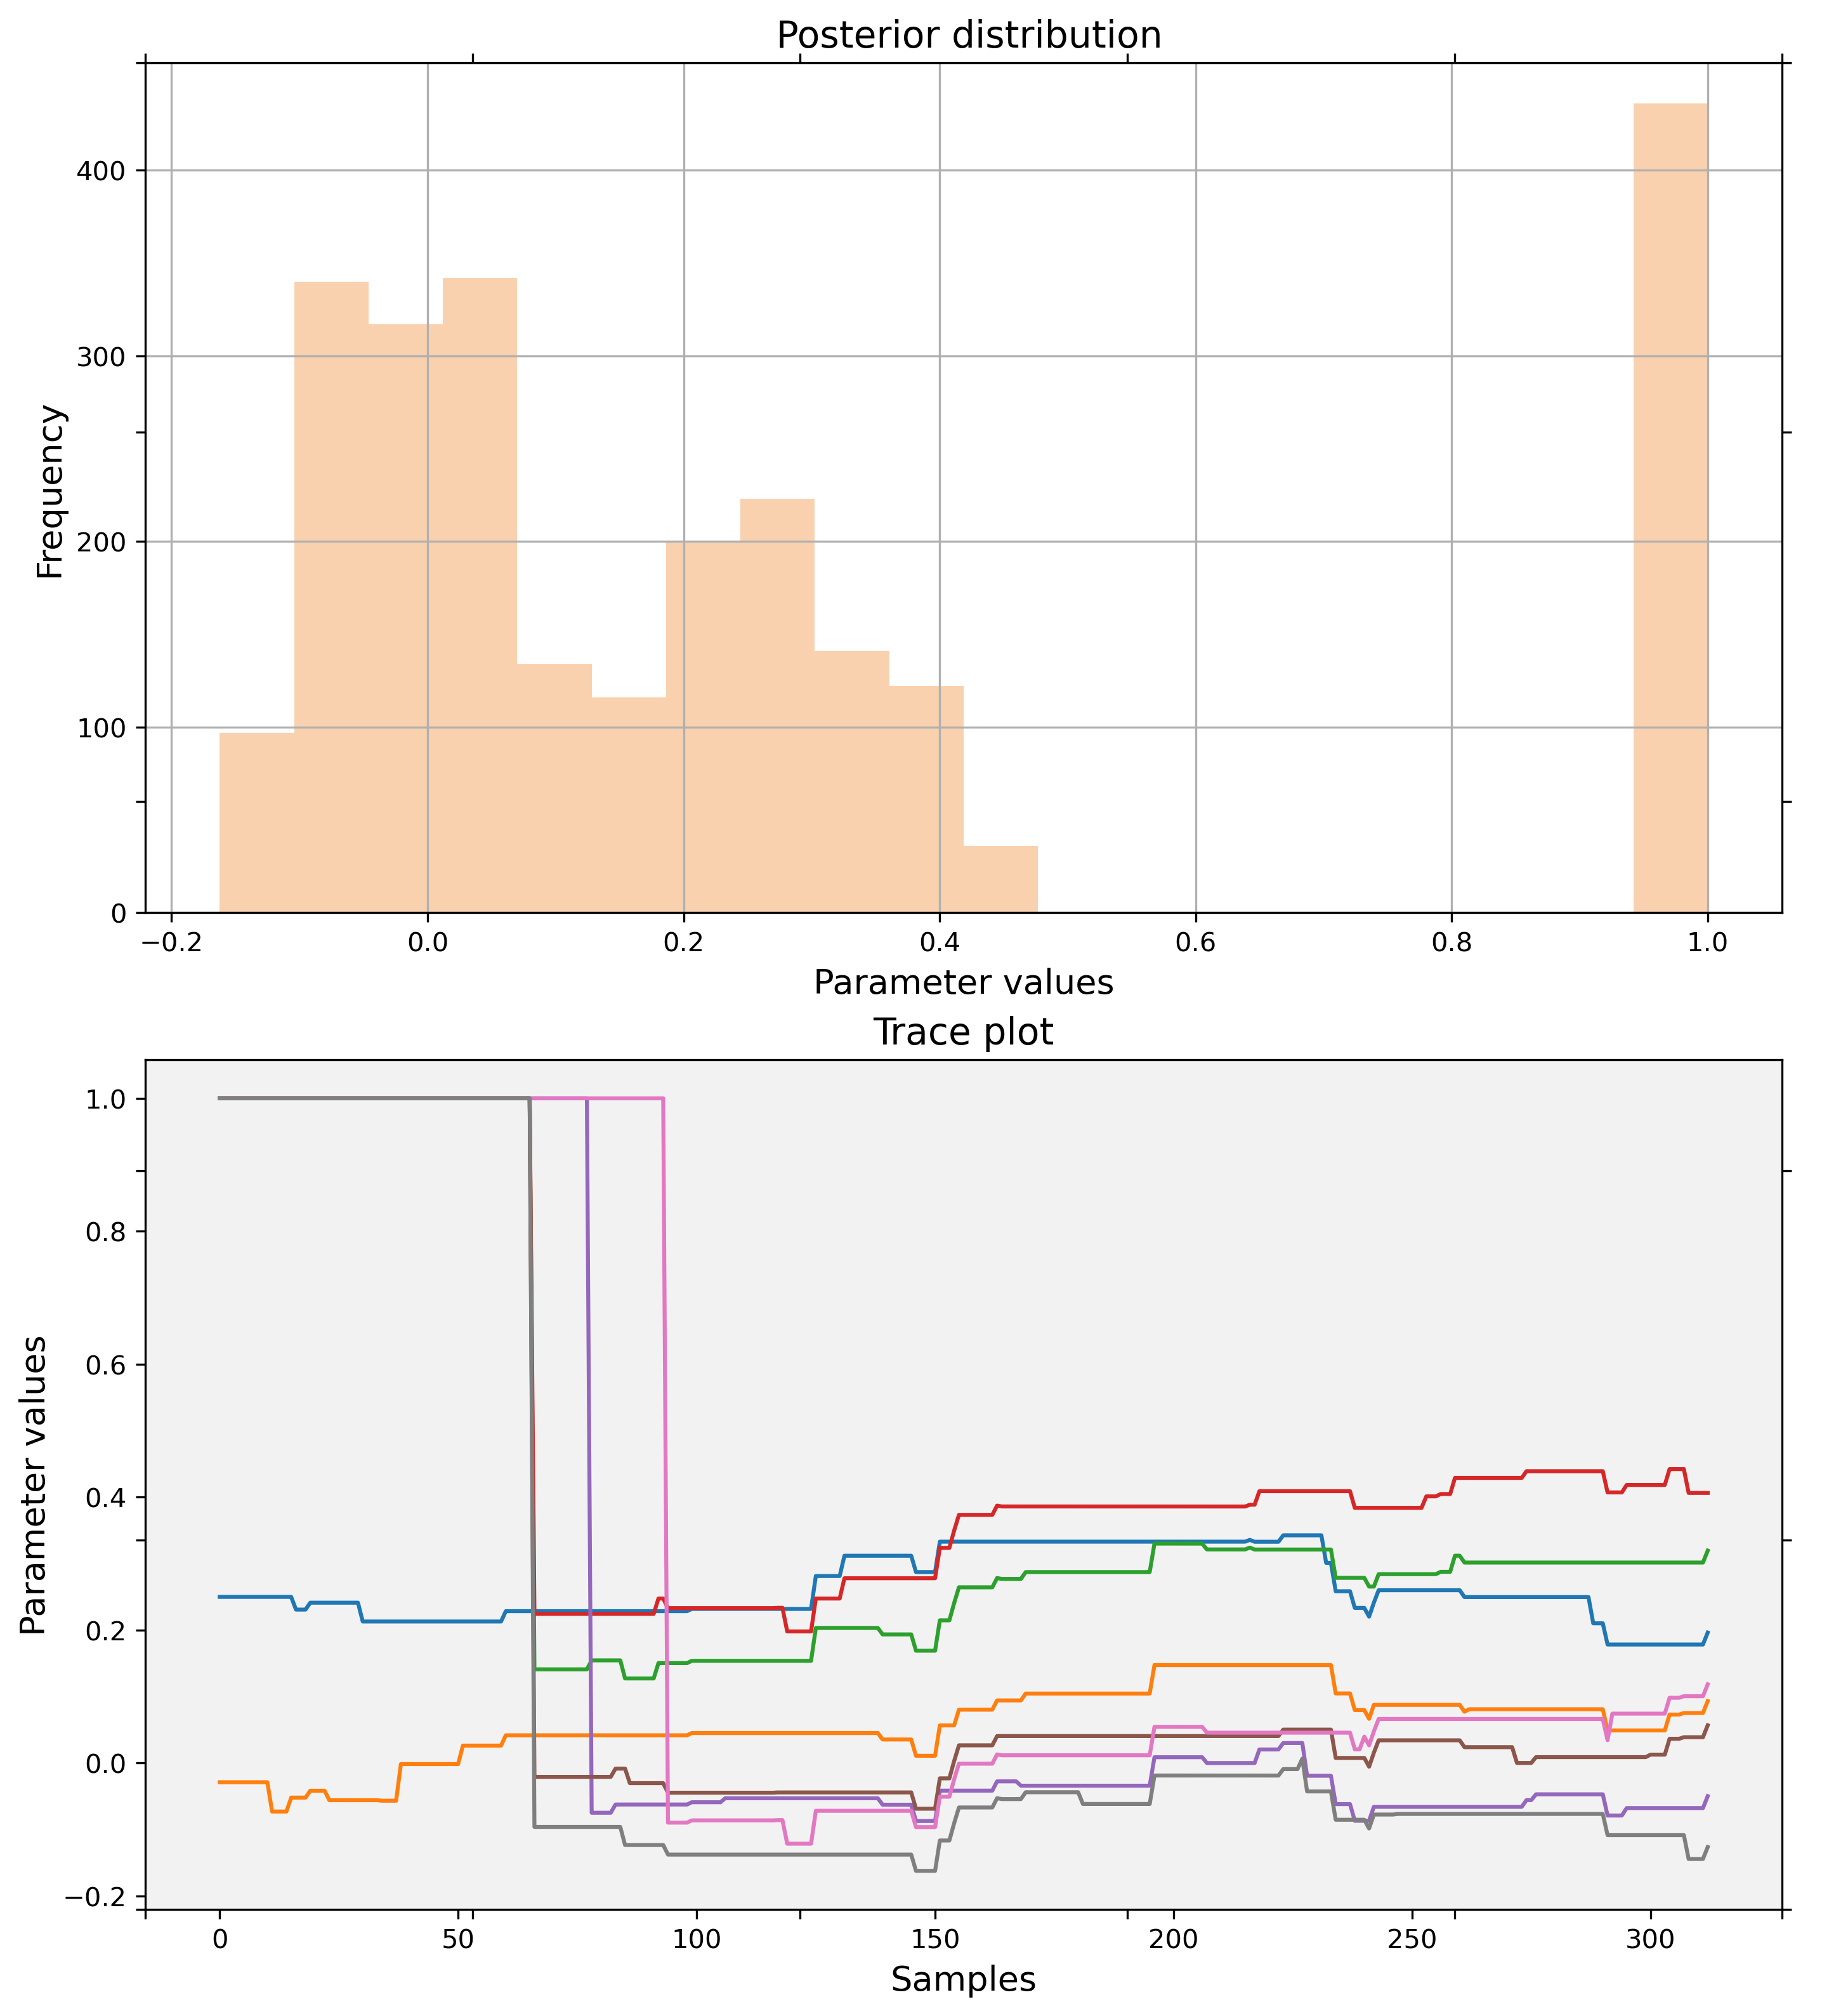 Posterior distribution
Frequency
400
300
200
100
0
−0.2 0.0 0.2 0.4 0.6 0.8 1.0
Parameter values
Trace plot
Parameter values
1.0
0.8
0.6
0.4
0.2
0.0
−0.2
0 50 100 150 200 250 300
Samples